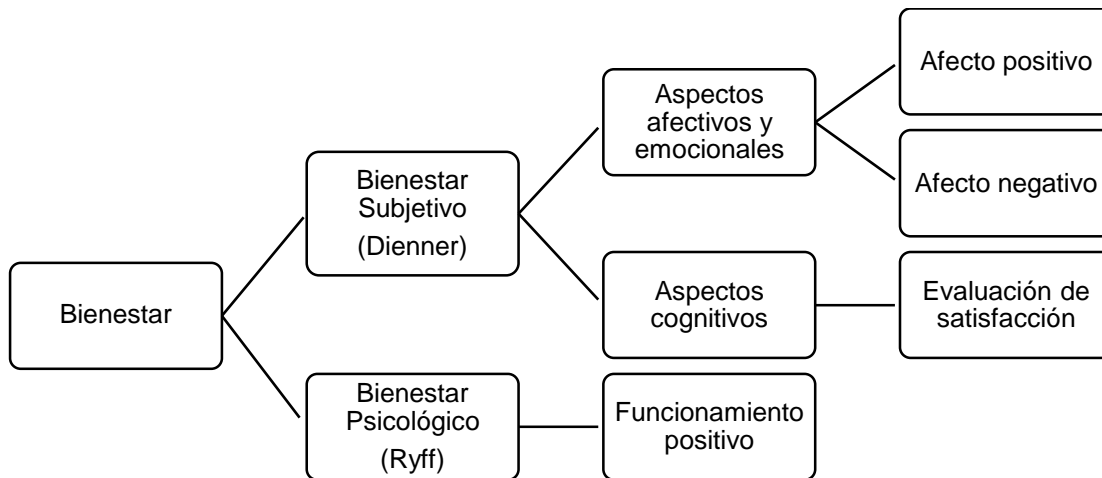 Bienestar
Bienestar
Subjetivo
(Dienner)
Aspectos
afectivos y
emocionales
Afecto positivo
Afecto negativo
Aspectos
cognitivos
Evaluación de
satisfacción
Bienestar
Psicológico
(Ryff)
Funcionamiento
positivo